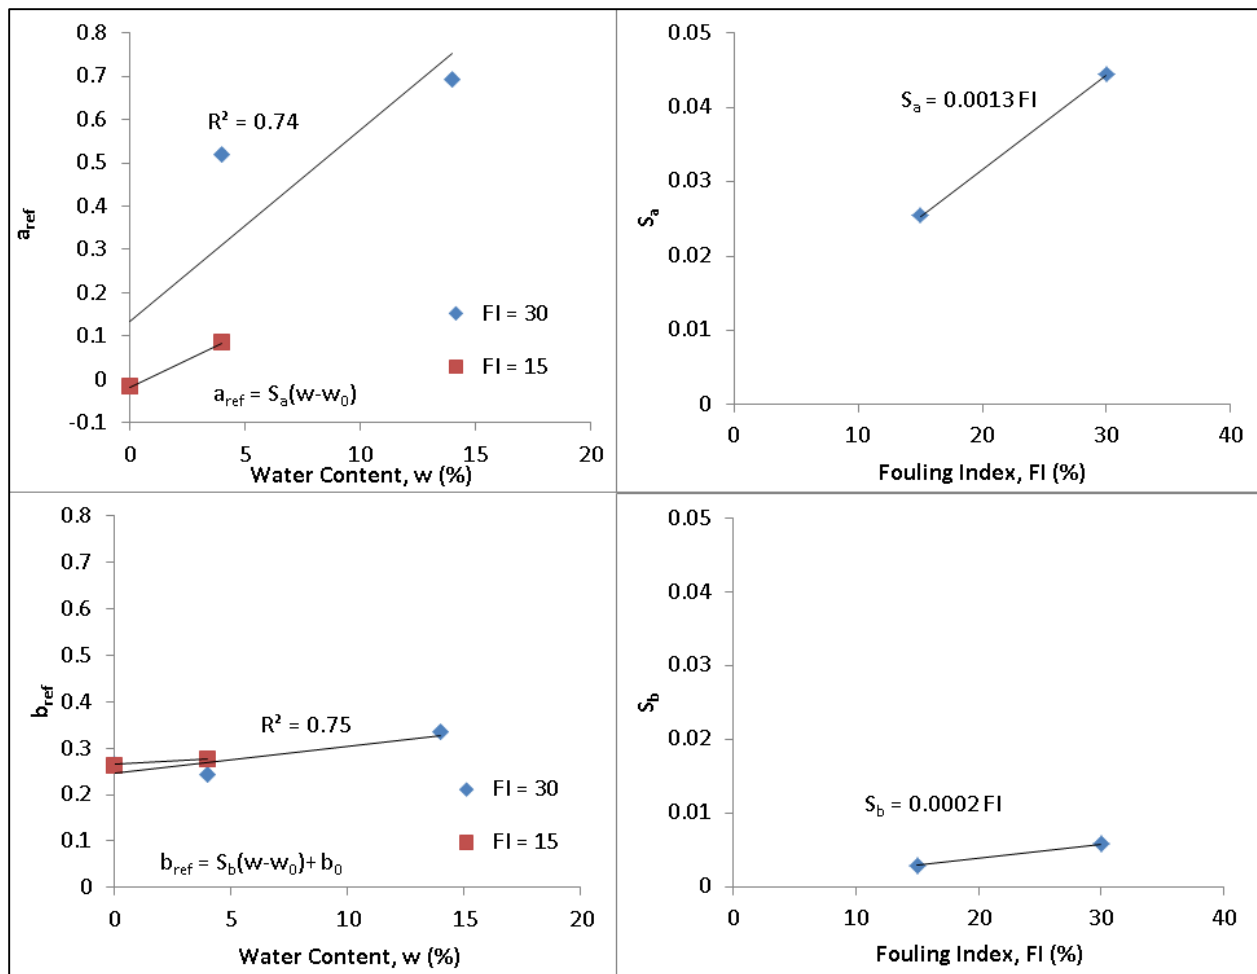 0.8
0.7
0.6
0.5
0.4
0.3
0.2
0.1
0
-0.1
a_ref
R² = 0.74
FI = 30
FI = 15
a_ref = S_a(w-w_0)
0 5 10 15 20
Water Content, w (%)
0.05
0.04
0.03
0.02
0.01
0
S_a
S_a = 0.0013 FI
0 10 20 30 40
Fouling Index, FI (%)
0.8
0.7
0.6
0.5
0.4
0.3
0.2
0.1
0
b_ref
R² = 0.75
FI = 30
FI = 15
b_ref = S_b(w-w_0)+ b_0
0 5 10 15 20
Water Content, w (%)
0.05
0.04
0.03
0.02
0.01
0
S_b
S_b = 0.0002 FI
0 10 20 30 40
Fouling Index, FI (%)